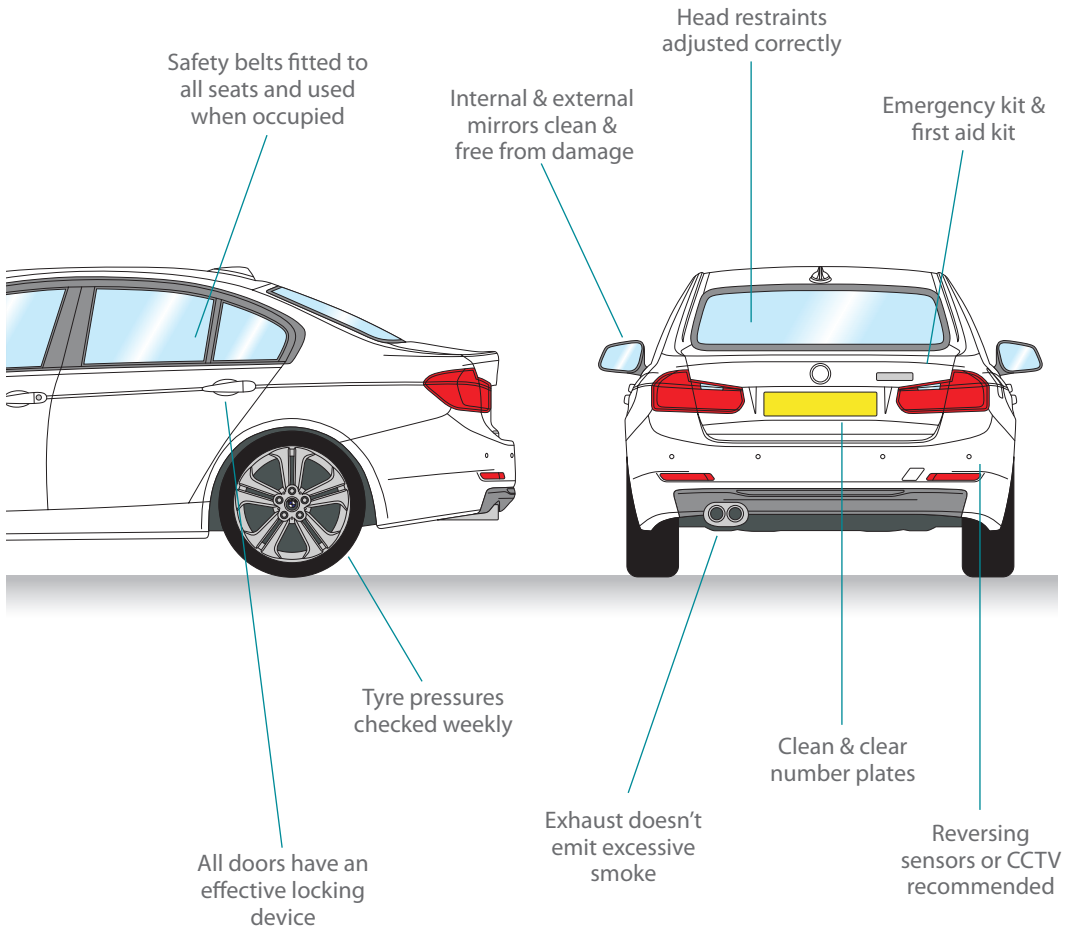 Head restraints
adjusted correctly
Safety belts fitted to
all seats and used
when occupied
Internal & external
mirrors clean &
free from damage
Emergency kit &
first aid kit
Tyre pressures
checked weekly
Clean & clear
number plates
Exhaust doesn't
emit excessive
smoke
Reversing
sensors or CCTV
recommended
All doors have an
effective locking
device